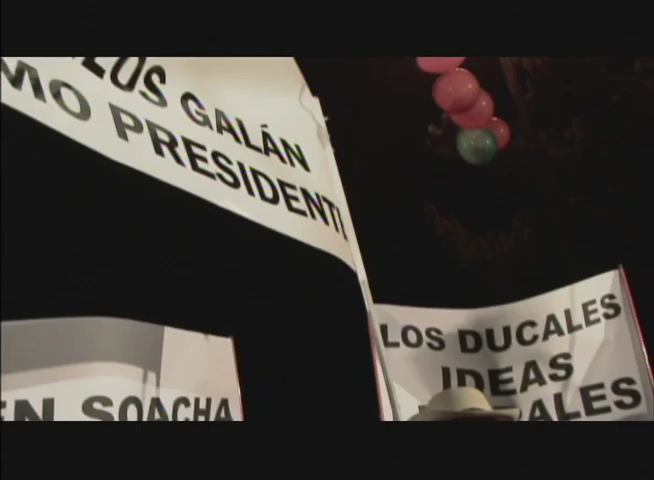 LOS GALÁN
MO PRESIDENT
LOS DUCALES
IDEAS
EN SOACHA